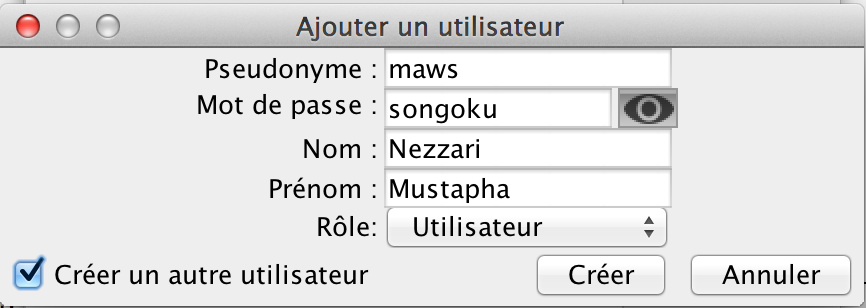 Ajouter un utilisateur
Pseudonyme : maws
Mot de passe : songoku
Nom : Nezzari
Prénom : Mustapha
Rôle: Utilisateur
Créer un autre utilisateur Créer Annuler